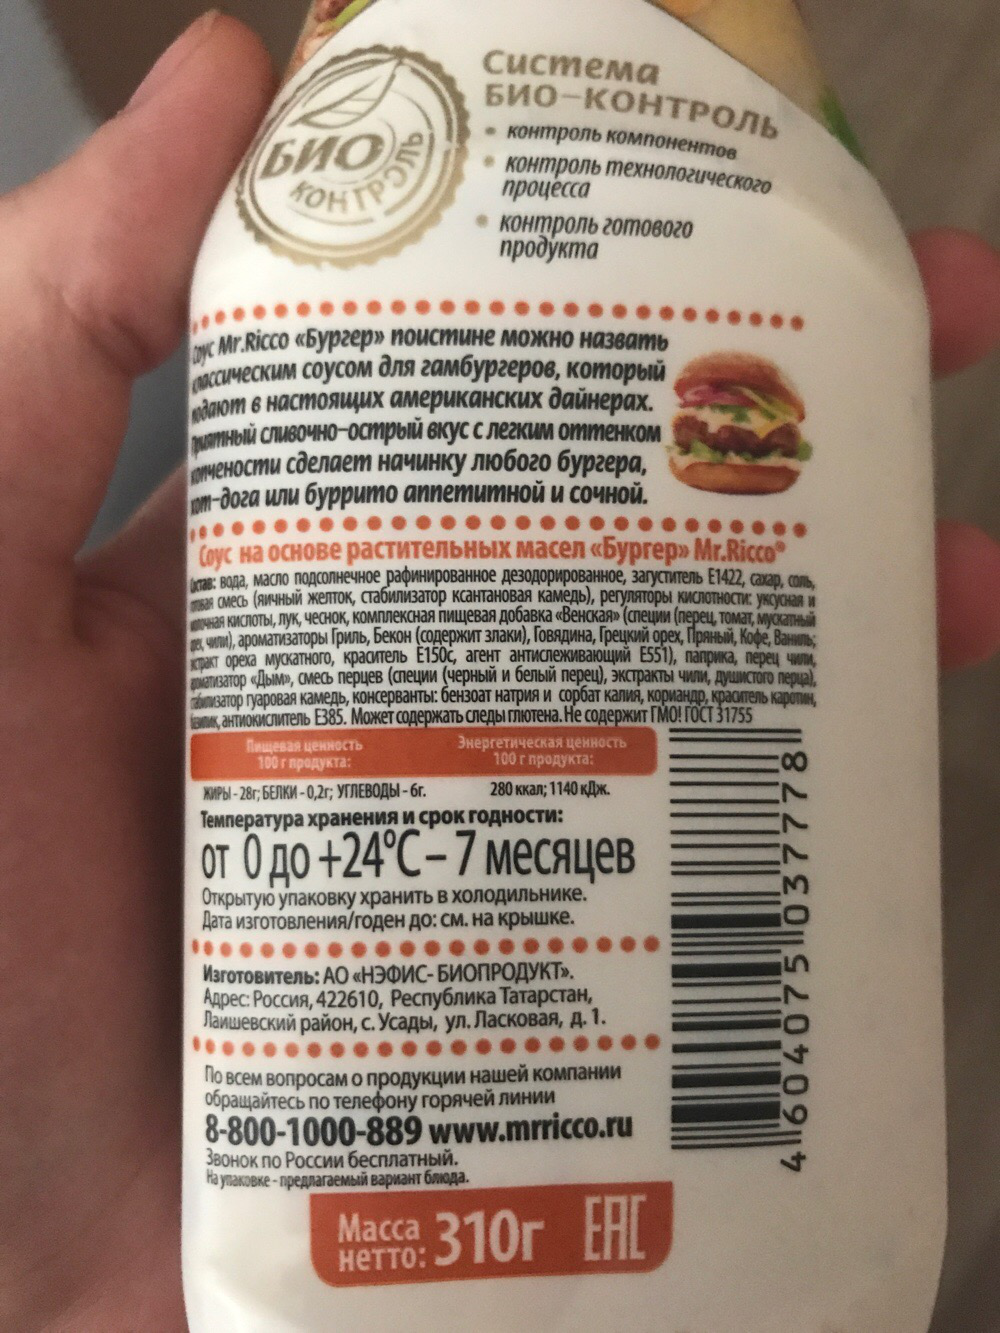 Система
БИО-КОНТРОЛЬ
• контроль компонентов
• контроль технологического
процесса
• контроль готового
продукта
БИО
КОНТРОЛЬ
Соус Mr.Ricco «Бургер» поистине можно назвать
классическим соусом для гамбургеров, который
подают в настоящих американских дайнерах.
Приятный сливочно-острый вкус с легким оттенком
копчености сделает начинку любого бургера,
хот-дога или буррито аппетитной и сочной.
Соус на основе растительных масел «Бургер» Mr.Ricco®
Состав: вода, масло подсолнечное рафинированное дезодорированное, загуститель Е1422, сахар, соль,
смесь (яичный желток, стабилизатор ксантановая камедь), регуляторы кислотности: уксусная и
молочная кислоты, лук, чеснок, комплексная пищевая добавка «Венская» (специи (перец, томат, мускатный
орех, чили), ароматизаторы Гриль, Бекон (содержит злаки), Говядина, Грецкий орех, Пряный, Кофе, Ваниль;
экстракт ореха мускатного, краситель Е150с, агент антислеживающий Е551), паприка, перец чили,
ароматизатор «Дым», смесь перцев (специи (черный и белый перец), экстракты чили, душистого перца),
стабилизатор гуаровая камедь, консерванты: бензоат натрия и сорбат калия, кориандр, краситель каротин,
базилик, антиокислитель Е385. Может содержать следы глютена. Не содержит ГМО! ГОСТ 31755
Пищевая ценность
100 г продукта:
Энергетическая ценность
100 г продукта:
ЖИРЫ - 28г; БЕЛКИ - 0,2г; УГЛЕВОДЫ - 6г.
280 ккал; 1140 кДж.
Температура хранения и срок годности:
от 0 до +24°С – 7 месяцев
Открытую упаковку хранить в холодильнике.
Дата изготовления/годен до: см. на крышке.
Изготовитель: АО «НЭФИС- БИОПРОДУКТ».
Адрес: Россия, 422610, Республика Татарстан,
Лаишевский район, с. Усады, ул. Ласковая, д. 1.
По всем вопросам о продукции нашей компании
обращайтесь по телефону горячей линии
8-800-1000-889 www.mrricco.ru
Звонок по России бесплатный.
На упаковке - предлагаемый вариант блюда.
Масса
нетто: 310г ЕАС
4 604075 037778